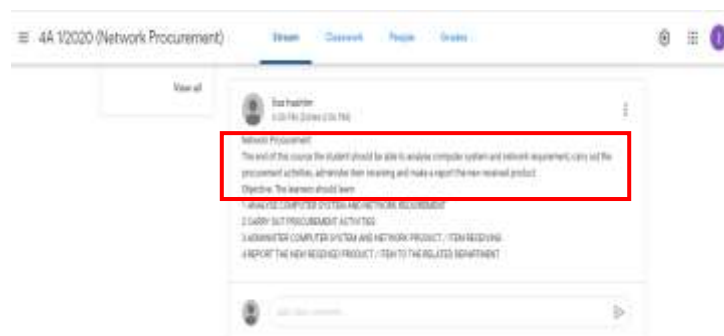 4A 1/2020 (Network Procurement)
Stream Classwork People Grades
View all
Network Procurement
The end of this course the student should be able to analyse computer system and network requirement, carry out the
procurement activities, administer item receiving and make a report the new received product
Objective: The learners should learn
1 ANALYSE COMPUTER SYSTEM AND NETWORK REQUIREMENT
2 CARRY OUT PROCUREMENT ACTIVITIES
3 ADMINISTER COMPUTER SYSTEM AND NETWORK PRODUCT / ITEM RECEIVING
4 REPORT THE NEW RECEIVED PRODUCT / ITEM TO THE RELATED DEPARTMENT